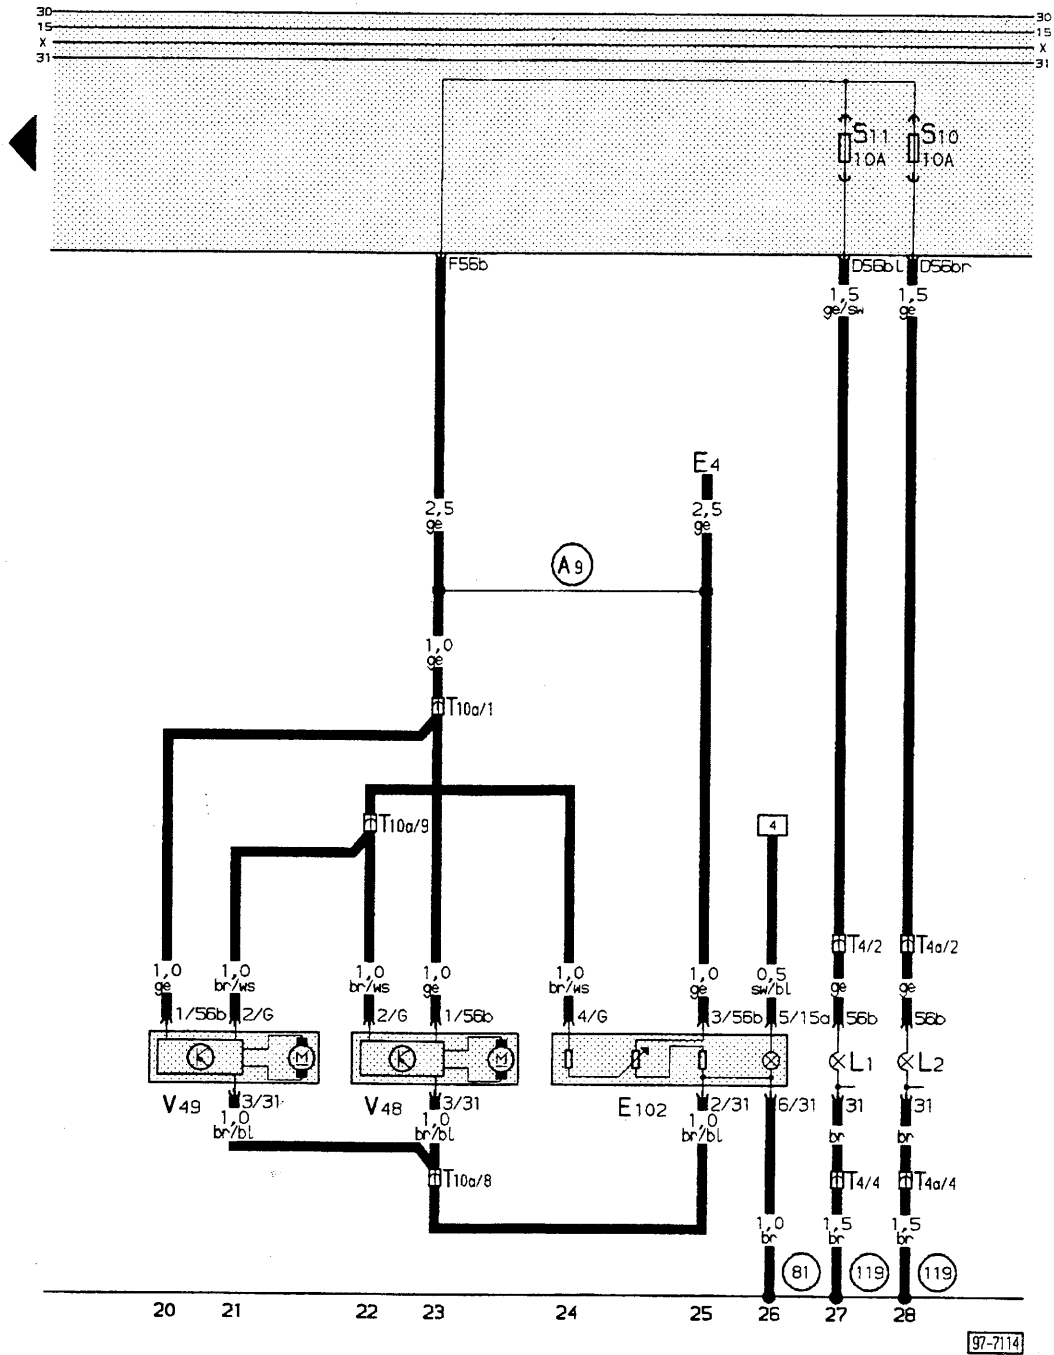 30 30
15 15
X X
31 31
S11 S10
10A 10A
F56b D56bl D56br
1,5 1,5
ge/sw ge
E4
2,5 2,5
ge ge
A9
1,0
ge
T10a/1
T10a/9
4
T4/2 T4a/2
1,0 1,0 1,0 1,0 1,0 1,0 0,5
ge br/ws br/ws ge br/ws ge sw/bl ge ge
1/56b 2/G 2/G 1/56b 4/G 3/56b 5/15a 56b 56b
K M K M L1 L2
V49 3/31 V48 3/31 E102 2/31 6/31 31 31
1,0 1,0 1,0
br/bl br/bl br/bl br br
T10a/8 T4/4 T4a/4
1,0 1,5 1,5
br br br
81 119 119
20 21 22 23 24 25 26 27 28
97-7114